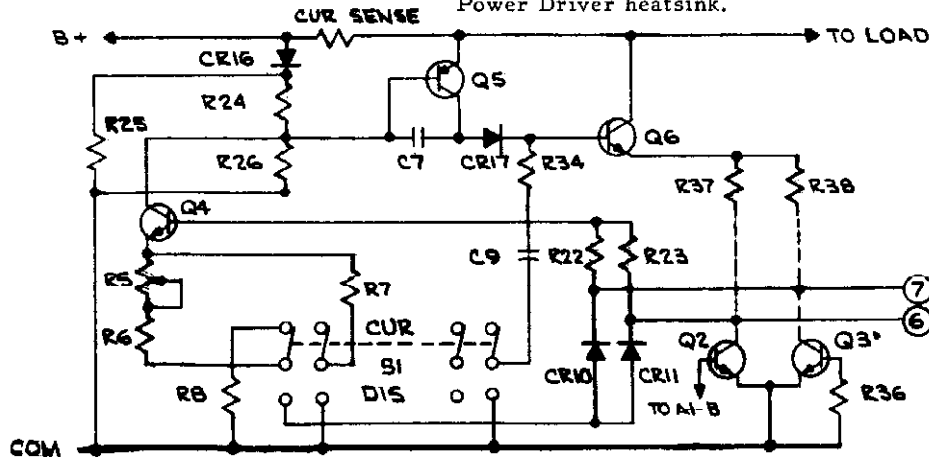 Power Driver heatsink.
CUR SENSE
B+
TO LOAD
CR16
Q5
R24
R25
Q6
R26
C7
CR17
R34
R37
R38
Q4
C9
R22
R23
R5
R7
7
R6
CUR
6
Q2
Q3
S1
CR10
CR11
R8
DIS
TO A1-B
R36
COM